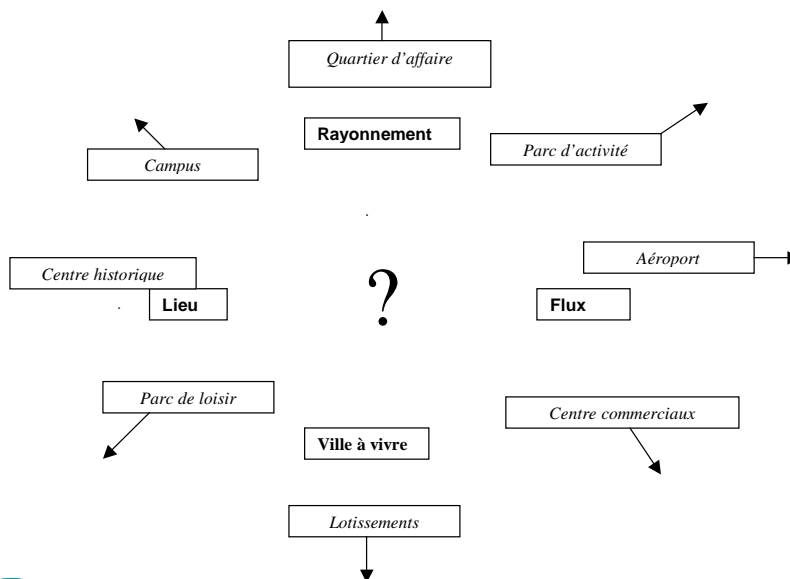 Quartier d'affaire
Rayonnement
Parc d'activité
Campus
Aéroport
Centre historique
?
Lieu
Flux
Parc de loisir
Centre commerciaux
Ville à vivre
Lotissements